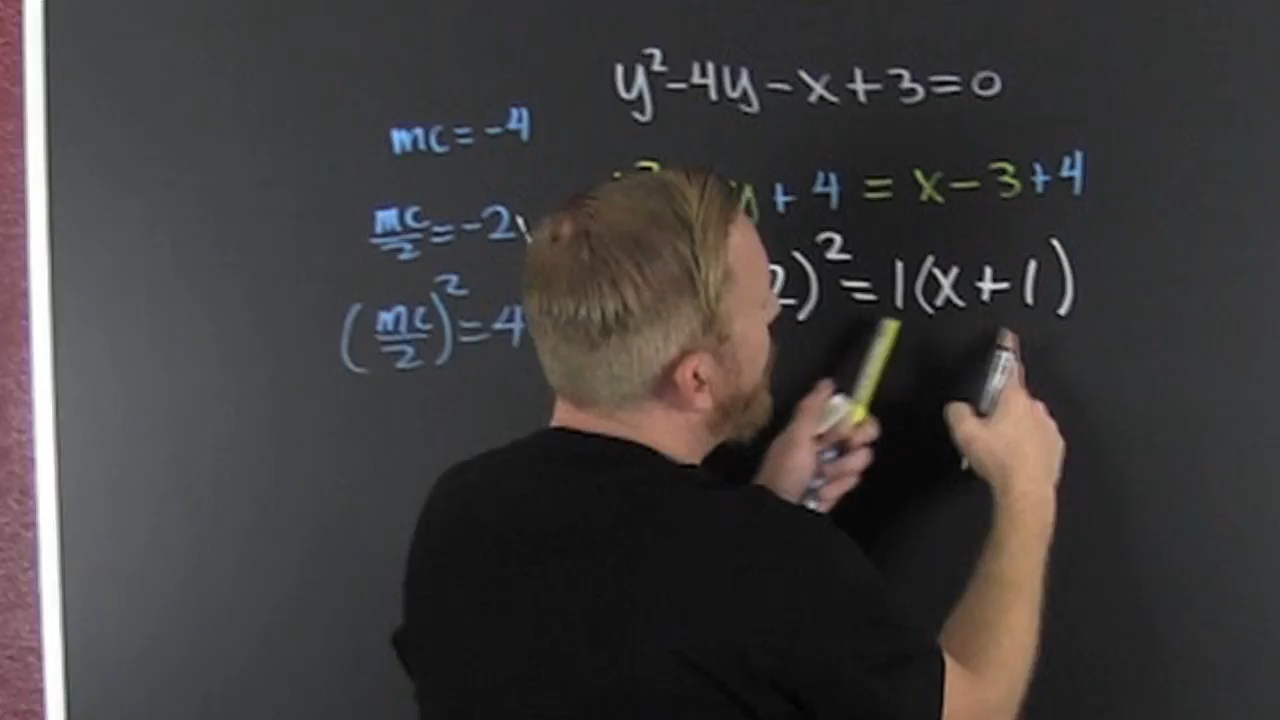 y²-4y-x+3=0
mc=-4
y+4=x-3+4
mc/2=-2
2)²=1(x+1)
(mc/2)²=4